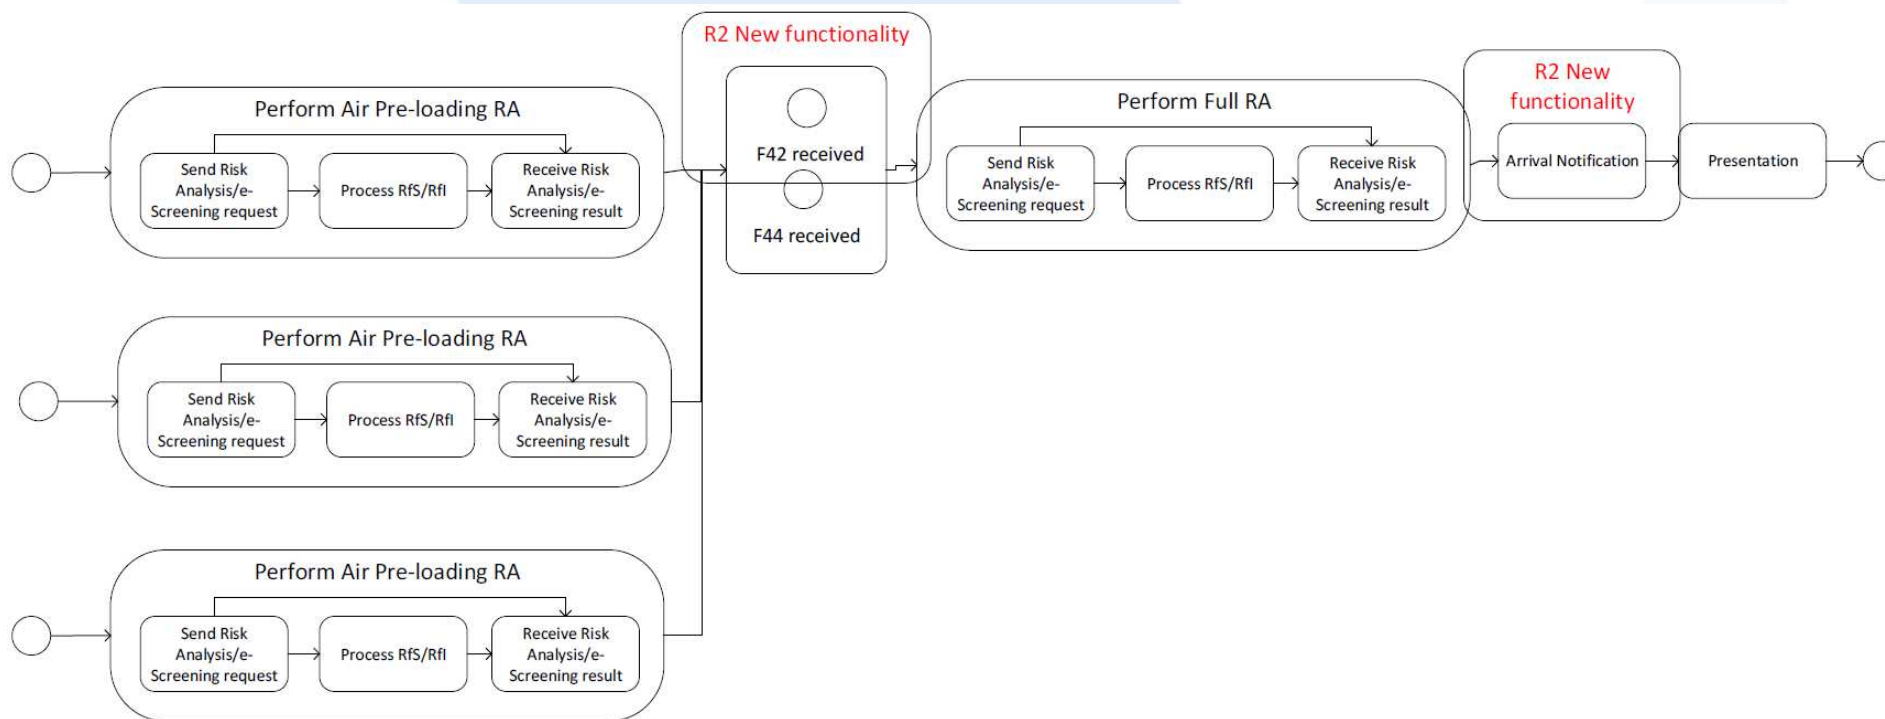 R2 New functionality
Perform Air Pre-loading RA
Send Risk
Analysis/e-
Screening request
Process RfS/RfI
Receive Risk
Analysis/e-
Screening result
F42 received
F44 received
Perform Full RA
Send Risk
Analysis/e-
Screening request
Process RfS/RfI
Receive Risk
Analysis/e-
Screening result
R2 New
functionality
Arrival Notification
Presentation
Perform Air Pre-loading RA
Send Risk
Analysis/e-
Screening request
Process RfS/RfI
Receive Risk
Analysis/e-
Screening result
Perform Air Pre-loading RA
Send Risk
Analysis/e-
Screening request
Process RfS/RfI
Receive Risk
Analysis/e-
Screening result